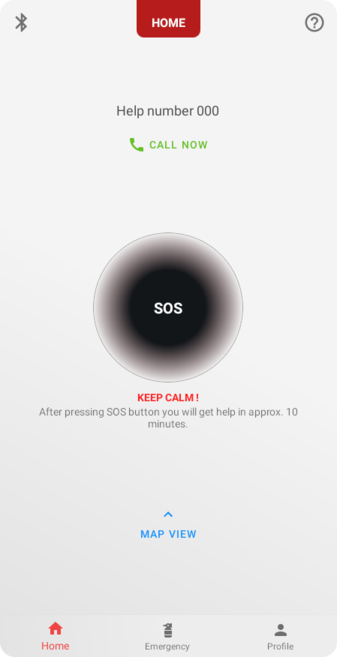 HOME
Help number 000
CALL NOW
SOS
KEEP CALM !
After pressing SOS button you will get help in approx. 10
minutes.
MAP VIEW
Home
Emergency
Profile